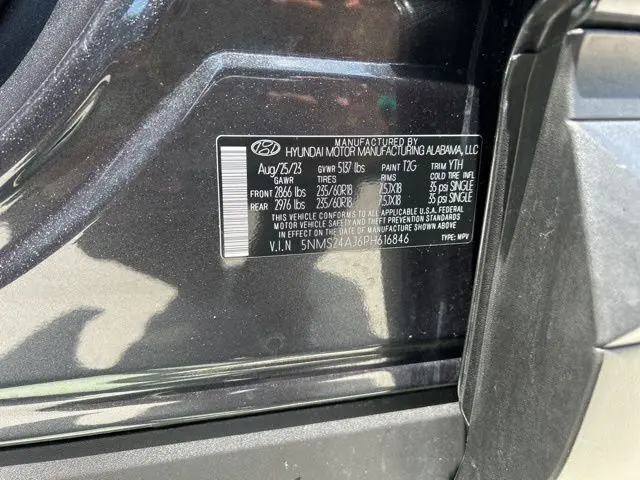 MANUFACTURED BY
HYUNDAI MOTOR MANUFACTURING ALABAMA, LLC
Aug/25/23 GVWR 5137 lbs PAINT T2G TRIM YTH
GAWR TIRES RIMS COLD TIRE INFL
FRONT 2866 lbs 235/60R18 7.5JX18 35 psi SINGLE
REAR 2976 lbs 235/60R18 7.5JX18 35 psi SINGLE
THIS VEHICLE CONFORMS TO ALL APPLICABLE U.S.A. FEDERAL
MOTOR VEHICLE SAFETY AND THEFT PREVENTION STANDARDS
IN EFFECT ON THE DATE OF MANUFACTURE SHOWN ABOVE.
V.I.N 5NMS24AJ6PH616846 TYPE: MPV